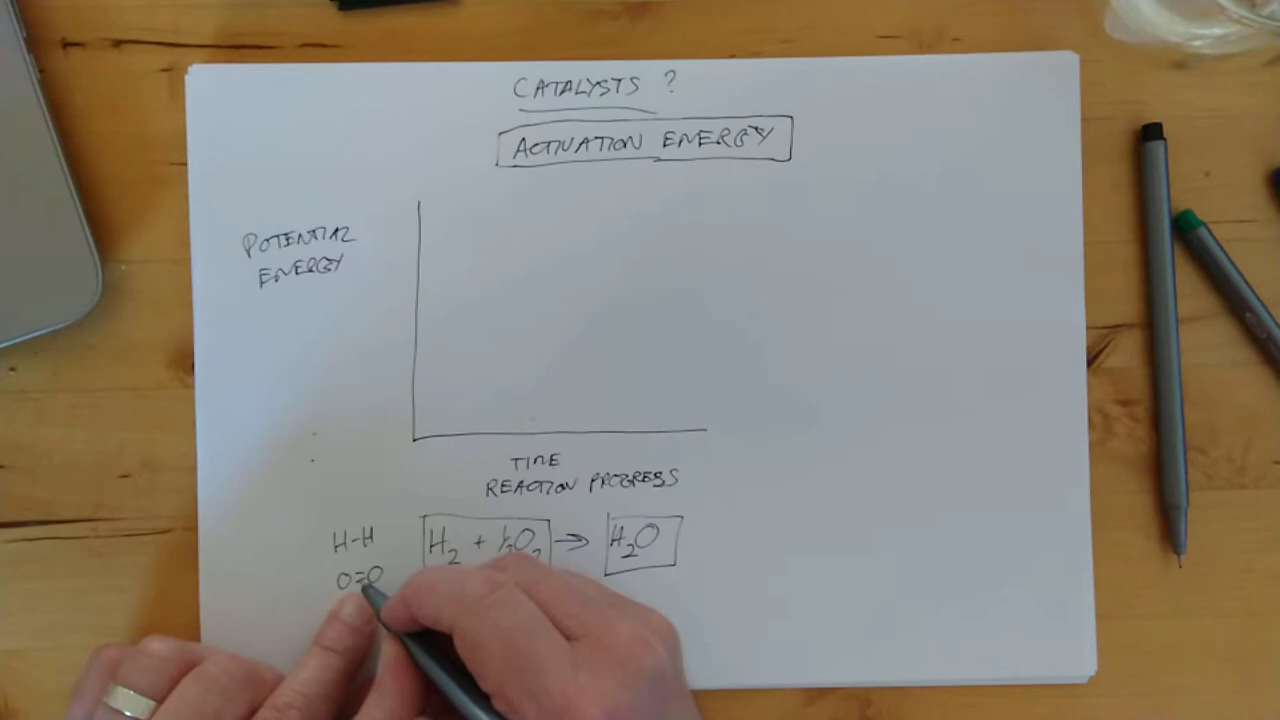 CATALYSTS ?
ACTIVATION ENERGY
POTENTIAL
ENERGY
TIME
REACTION PROGRESS
H-H
O=O
H₂ + ½O₂ → H₂O